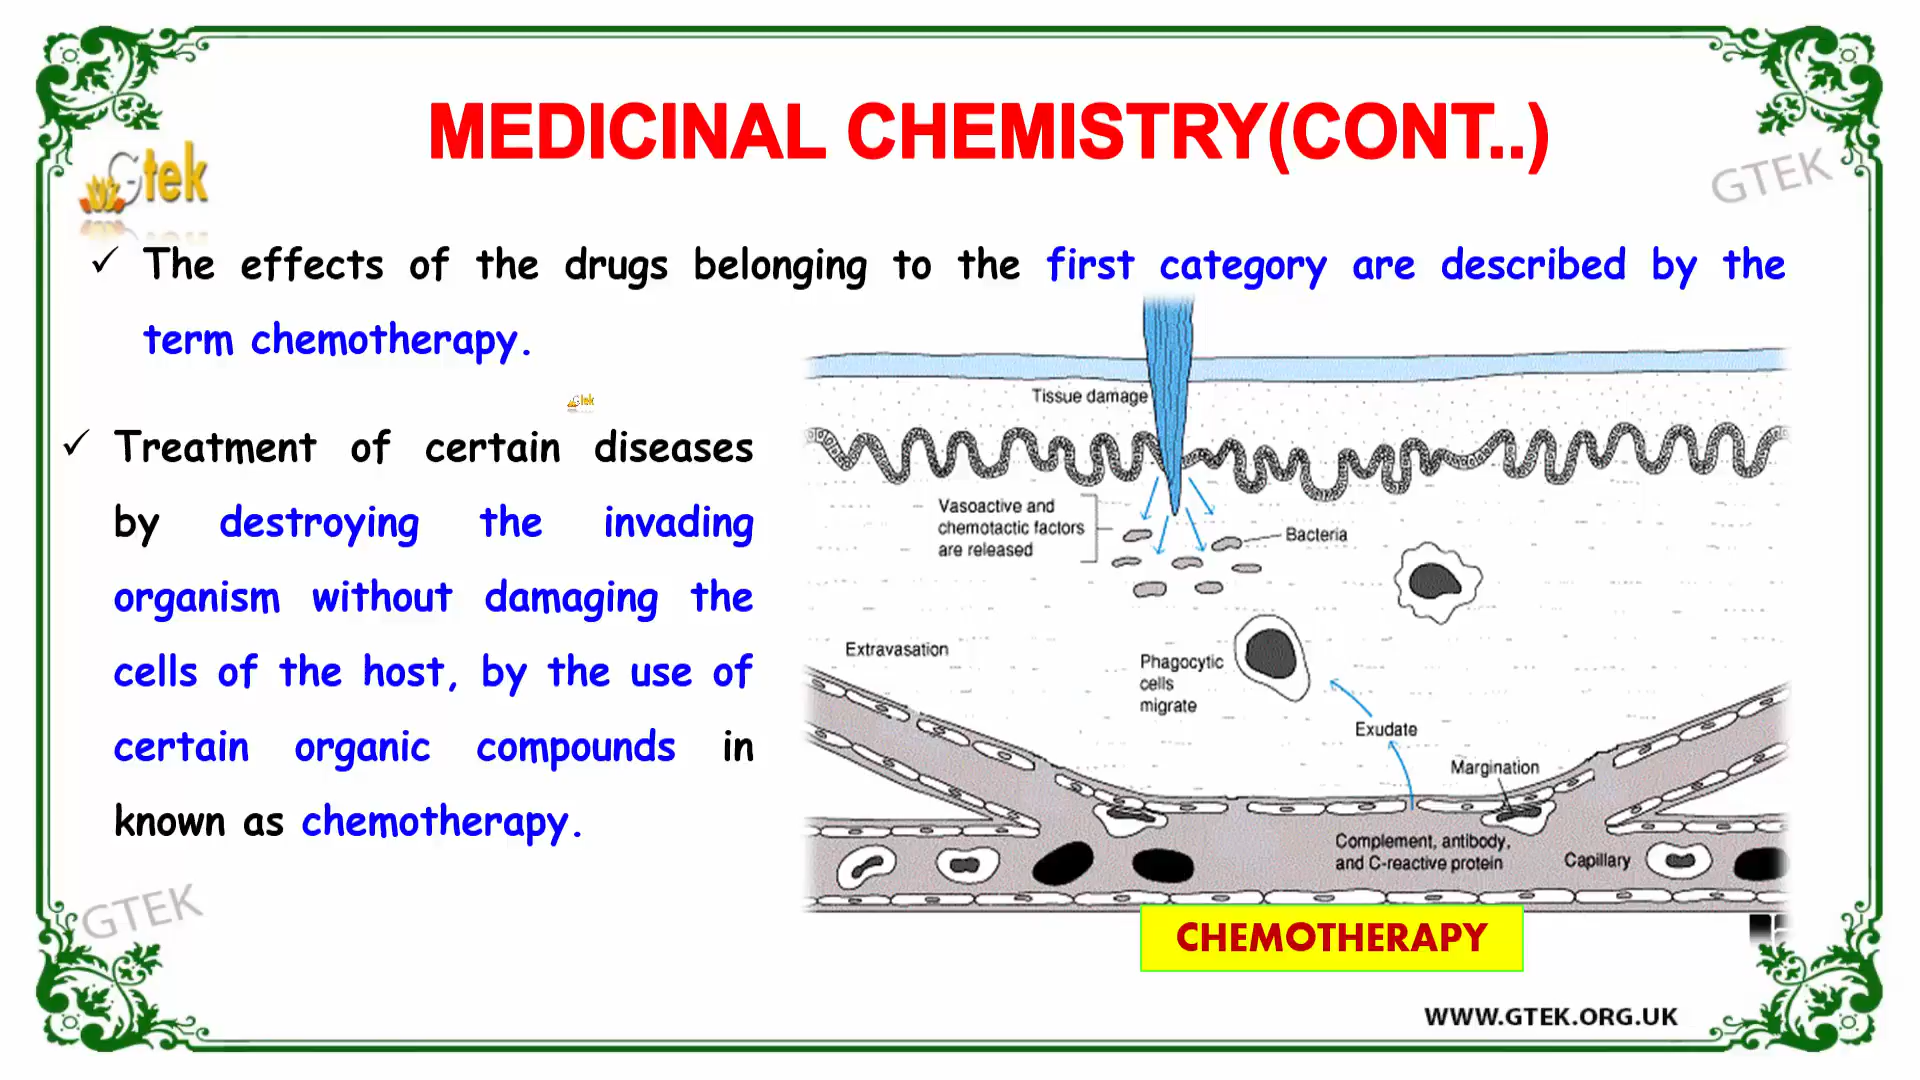 MEDICINAL CHEMISTRY(CONT..)
Gtek
GTEK
✓ The effects of the drugs belonging to the first category are described by the
term chemotherapy.
Gtek
✓ Treatment of certain diseases
by destroying the invading
organism without damaging the
cells of the host, by the use of
certain organic compounds in
known as chemotherapy.
Tissue damage
Vasoactive and
chemotactic factors
are released
Bacteria
Extravasation
Phagocytic
cells
migrate
Exudate
Margination
Complement, antibody,
and C-reactive protein
Capillary
GTEK
CHEMOTHERAPY
WWW.GTEK.ORG.UK